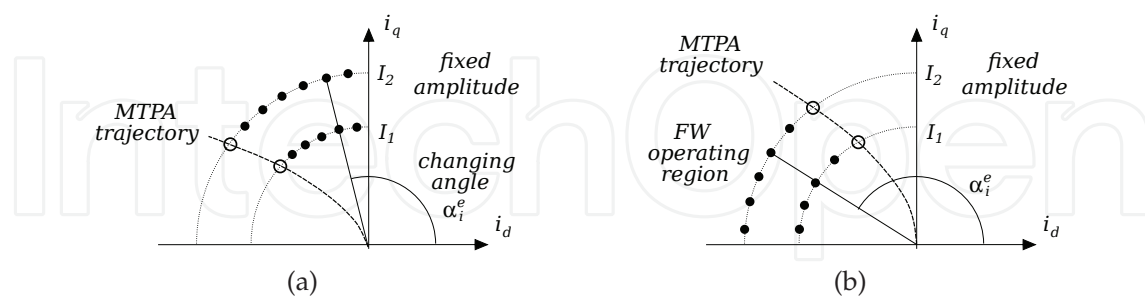 IntechOpen
i_q
I_2
fixed
amplitude
MTPA
trajectory
I_1
changing
angle
α_i^e
i_d
(a)
i_q
MTPA
trajectory
I_2
fixed
amplitude
I_1
FW
operating
region
α_i^e
i_d
(b)